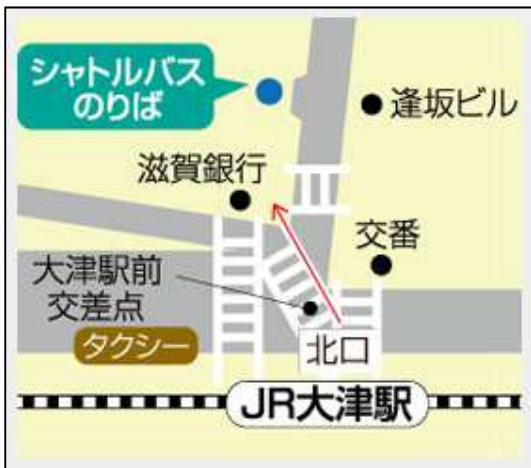 シャトルバス
のりば
逢坂ビル
滋賀銀行
交番
大津駅前
交差点
タクシー
北口
JR大津駅